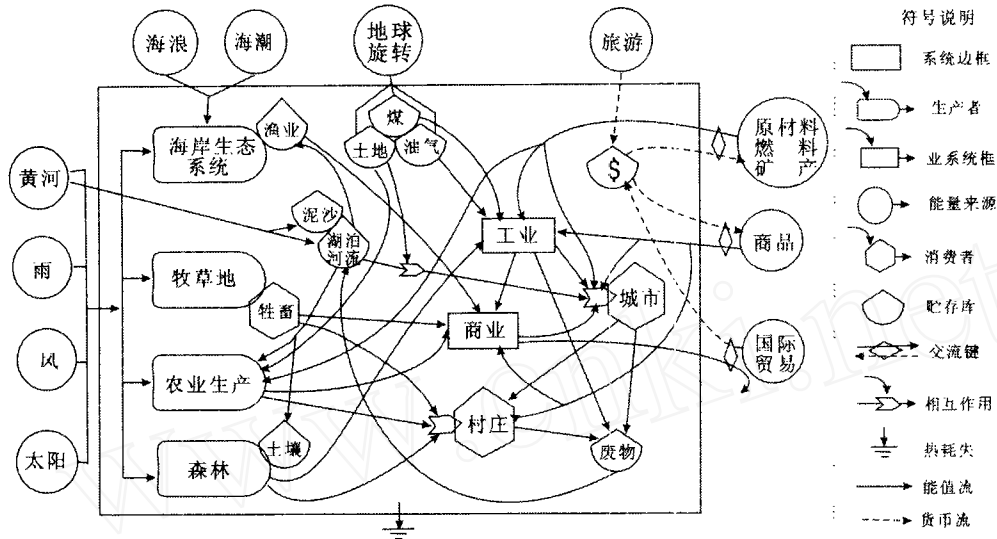 海浪
海潮
地球
旋转
旅游
符号说明
系统边框
生产者
业系统框
能量来源
消费者
贮存库
交流键
相互作用
热耗失
能值流
货币流
黄河
雨
风
太阳
海岸生态
系统
渔业
煤
土地
油气
$
原材料
燃 料
矿 产
泥沙
湖泊
河流
工业
商品
牧草地
牲畜
城市
商业
国际
贸易
农业生产
村庄
土壤
废物
森林
www.cnki.net